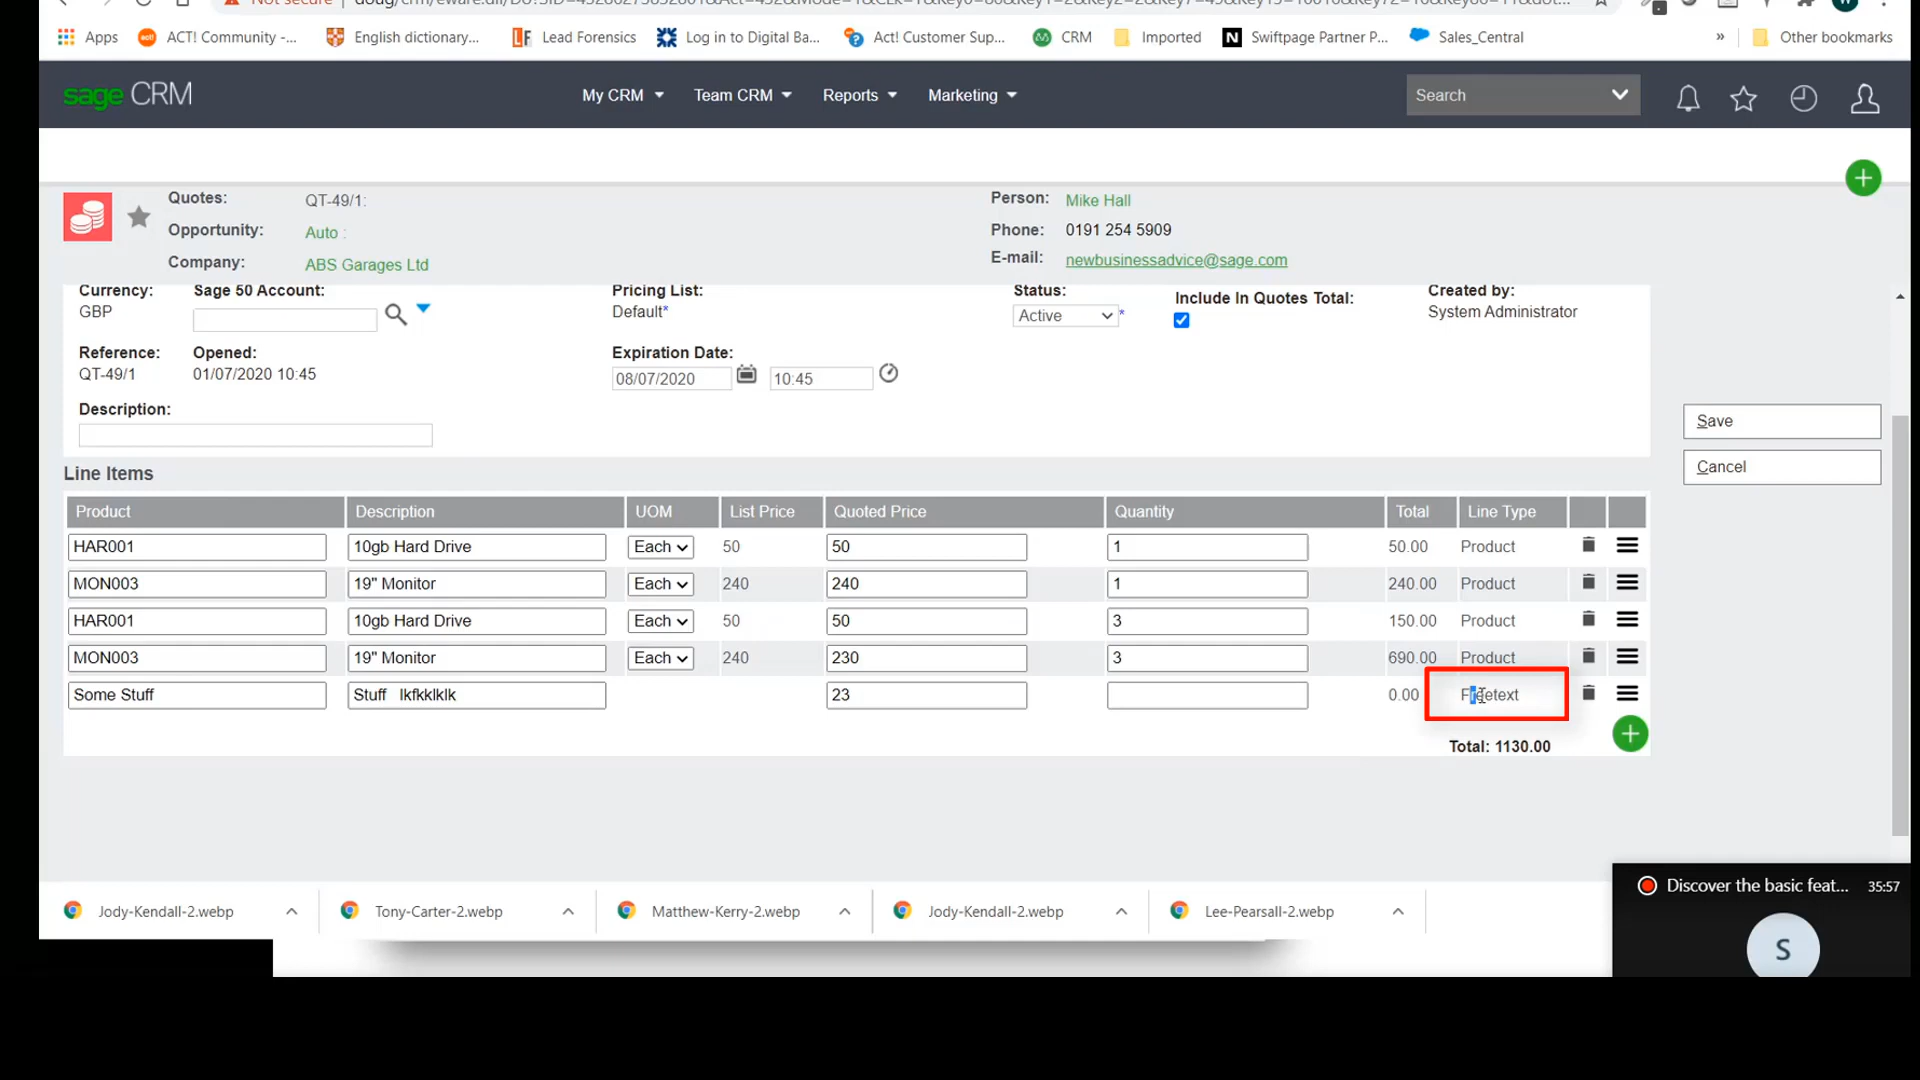 Apps ACT! Community -... English dictionary... Lead Forensics Log in to Digital Ba... Act! Customer Sup... CRM Imported Swiftpage Partner P... Sales_Central » Other bookmarks
sage CRM My CRM Team CRM Reports Marketing Search
Quotes: QT-49/1: Person: Mike Hall
Opportunity: Auto : Phone: 0191 254 5909
Company: ABS Garages Ltd E-mail: newbusinessadvice@sage.com
Currency: Sage 50 Account: Pricing List: Status: Include In Quotes Total: Created by:
GBP Default* Active * System Administrator
Reference: Opened: Expiration Date:
QT-49/1 01/07/2020 10:45 08/07/2020 10:45
Description:
Save
Cancel
Line Items
Product Description UOM List Price Quoted Price Quantity Total Line Type
HAR001 10gb Hard Drive Each 50 50 1 50.00 Product
MON003 19" Monitor Each 240 240 1 240.00 Product
HAR001 10gb Hard Drive Each 50 50 3 150.00 Product
MON003 19" Monitor Each 240 230 3 690.00 Product
Some Stuff Stuff lkfkklklk 23 0.00 Freetext
Total: 1130.00
Discover the basic feat... 35:57
Jody-Kendall-2.webp Tony-Carter-2.webp Matthew-Kerry-2.webp Jody-Kendall-2.webp Lee-Pearsall-2.webp
S